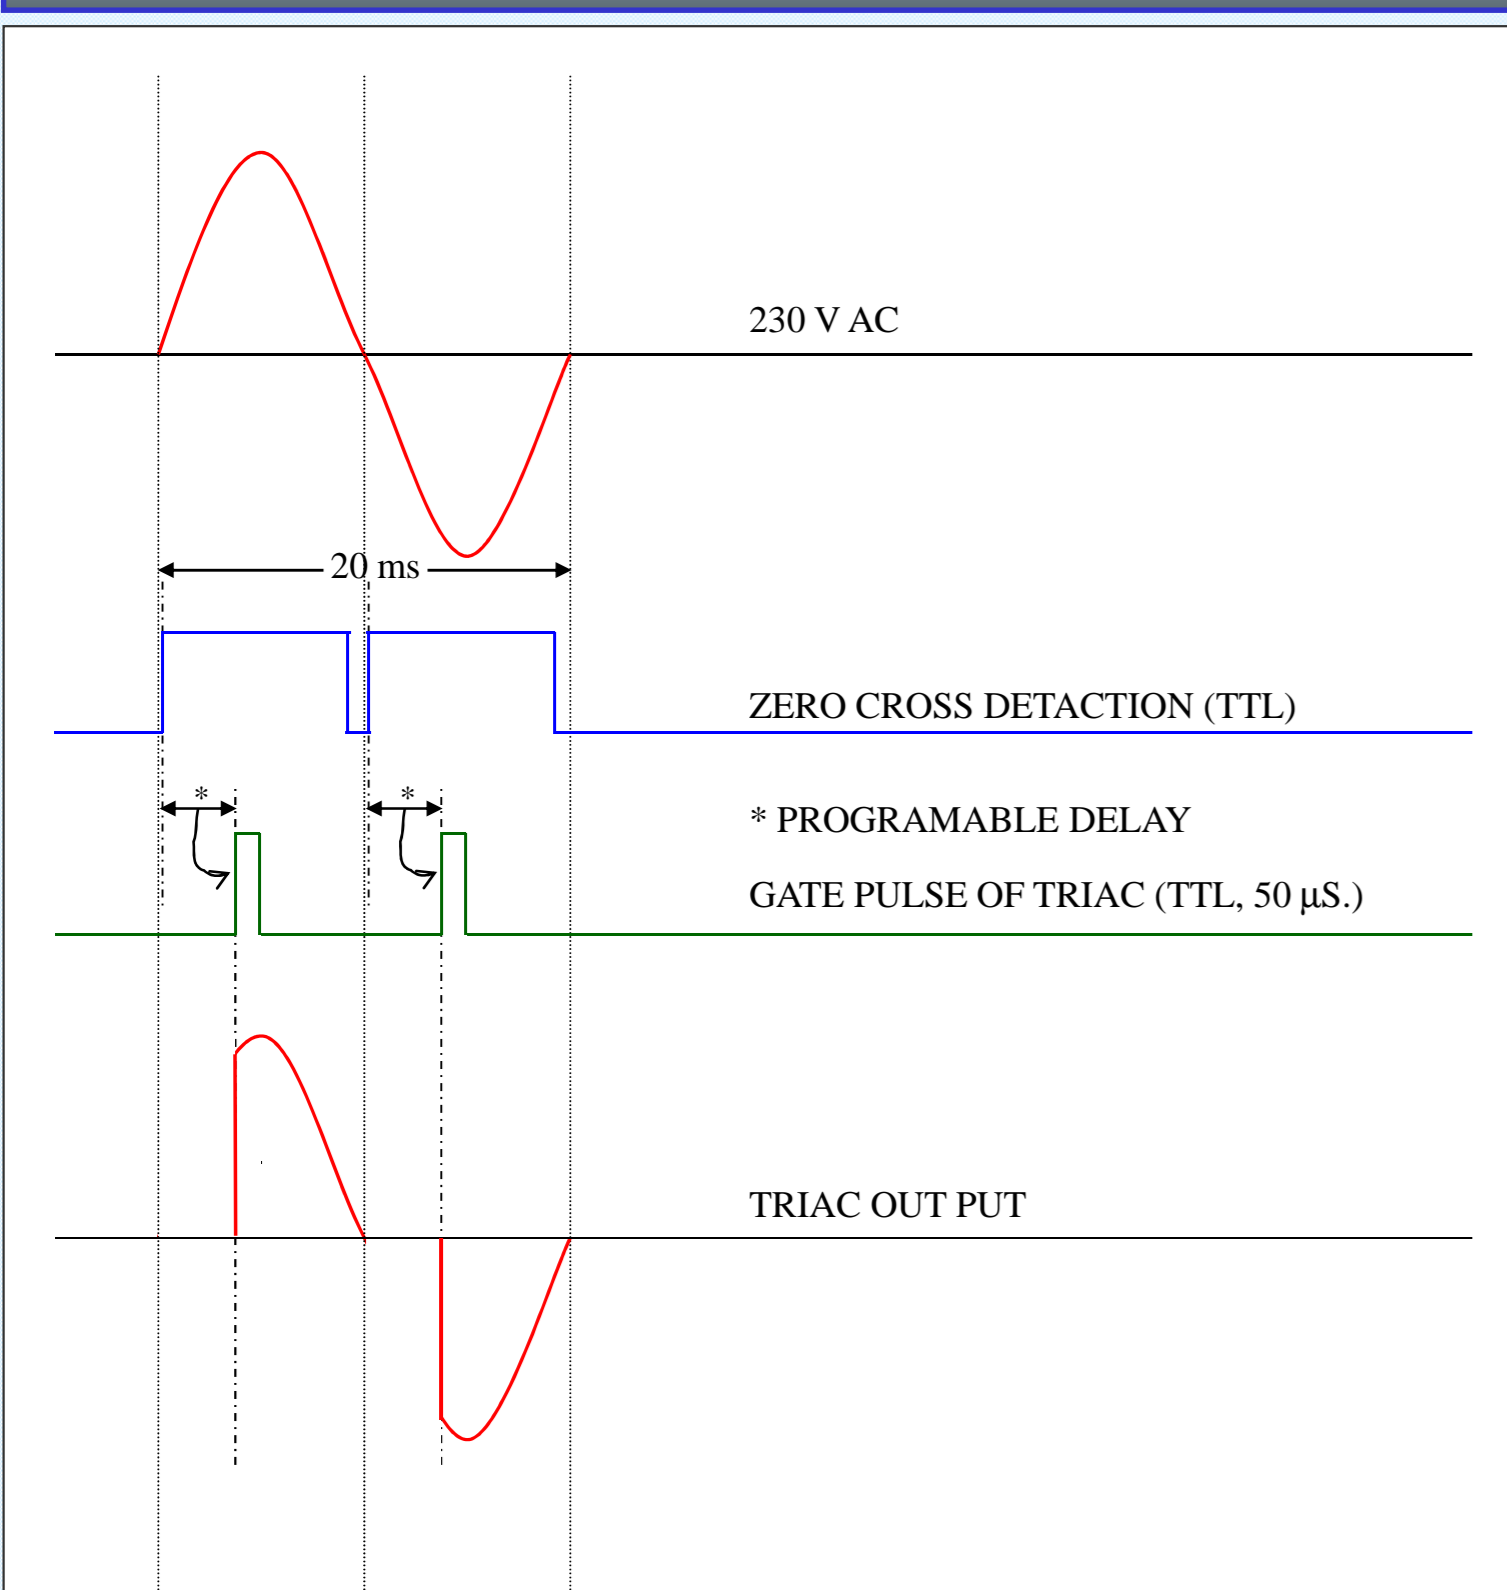 230 V AC
20 ms
ZERO CROSS DETACTION (TTL)
* *
* PROGRAMABLE DELAY
GATE PULSE OF TRIAC (TTL, 50 µS.)
TRIAC OUT PUT